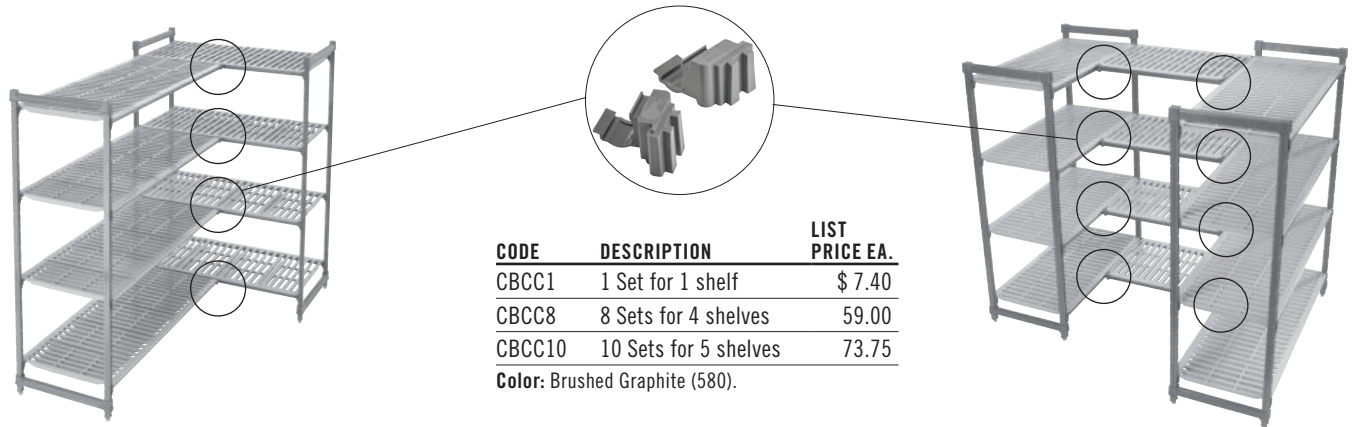 CODE DESCRIPTION LIST PRICE EA.
CBCC1 1 Set for 1 shelf $ 7.40
CBCC8 8 Sets for 4 shelves 59.00
CBCC10 10 Sets for 5 shelves 73.75
Color: Brushed Graphite (580).